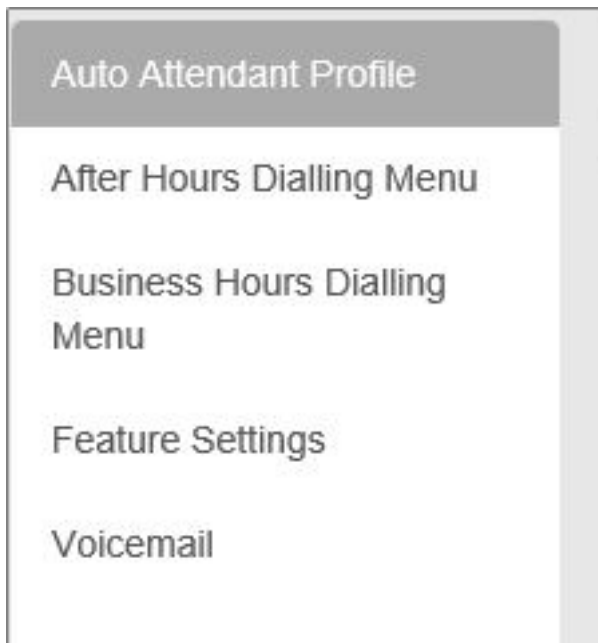 Auto Attendant Profile
After Hours Dialling Menu
Business Hours Dialling
Menu
Feature Settings
Voicemail